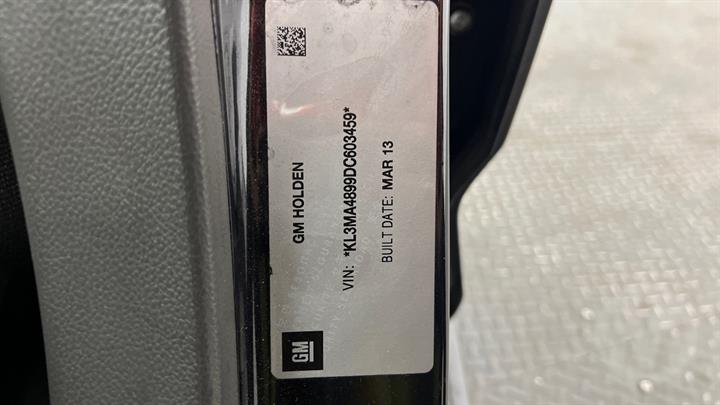 GM HOLDEN
VIN: *KL3MA4899DC603459*
BUILT DATE: MAR 13
GM